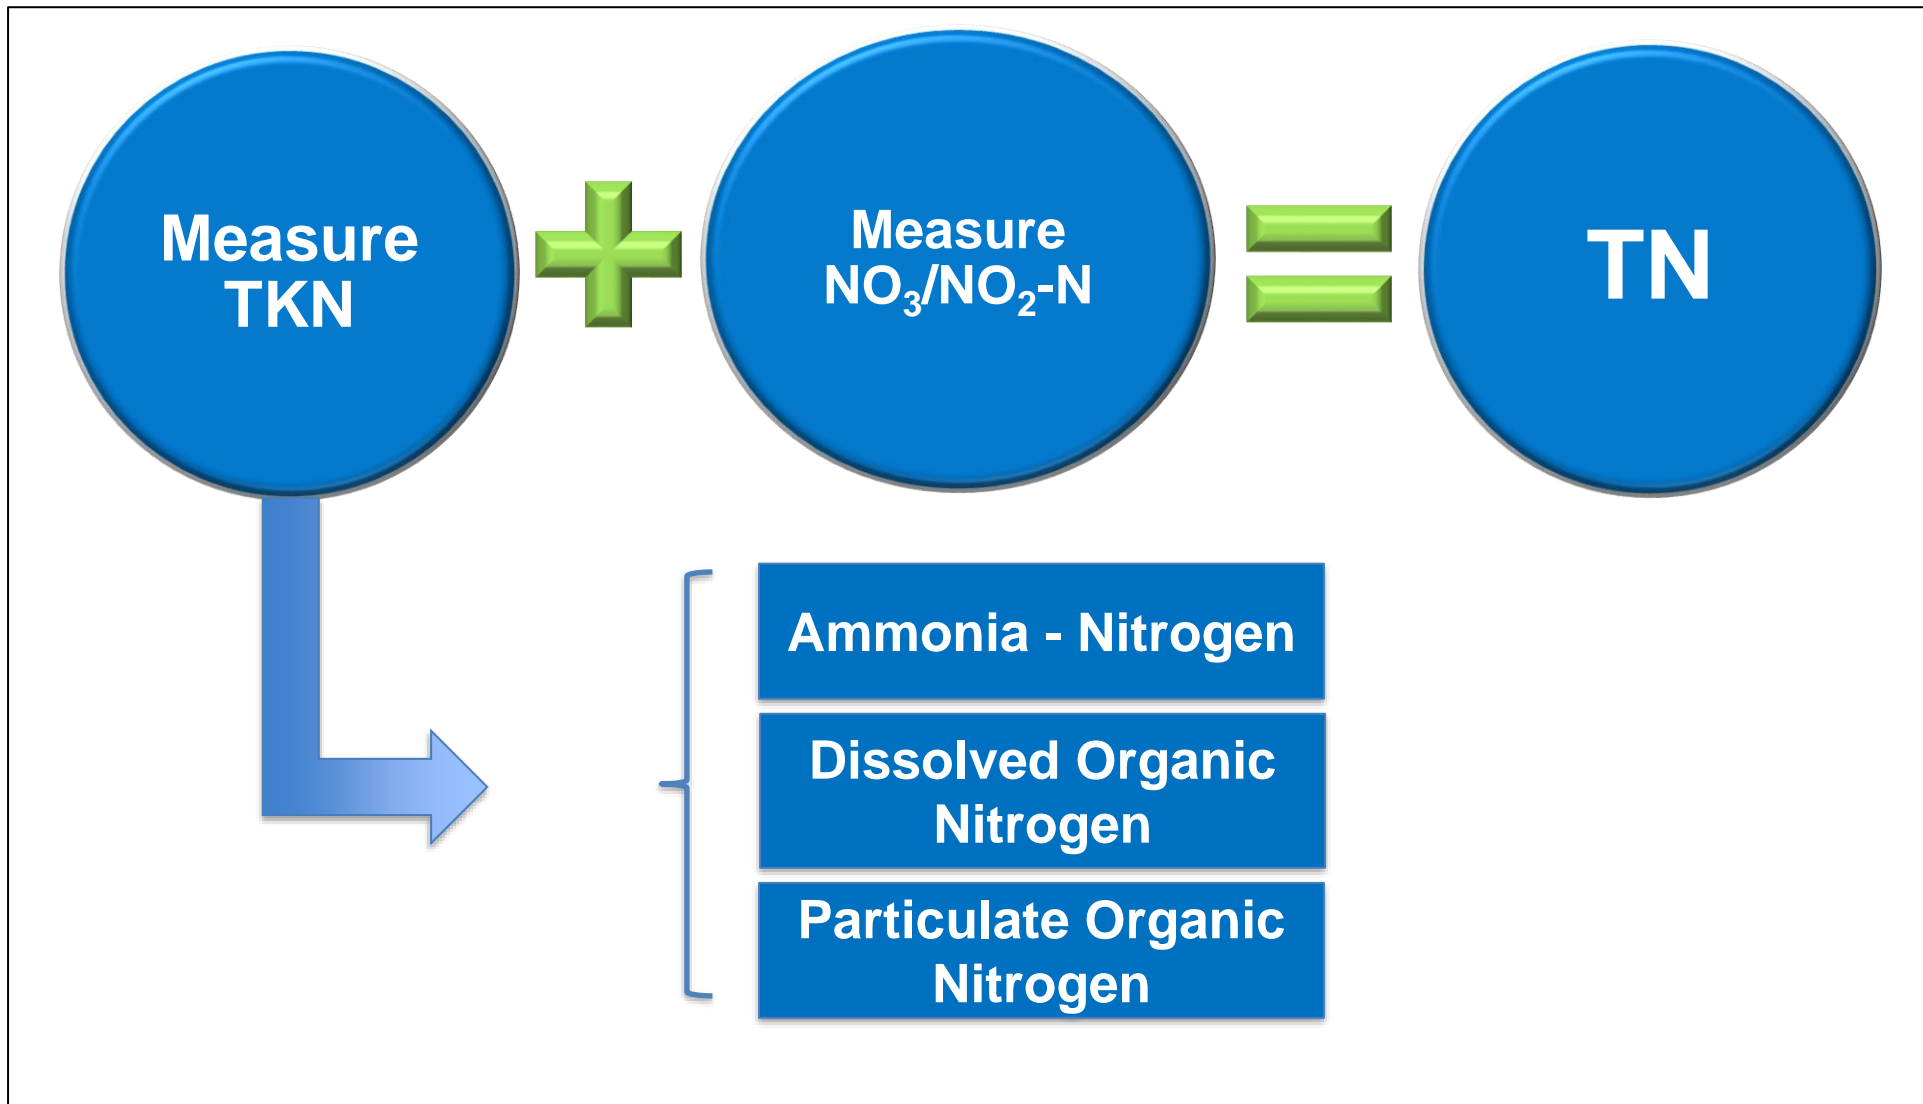 Measure
TKN
Measure
NO₃/NO₂-N
TN
Ammonia - Nitrogen
Dissolved Organic
Nitrogen
Particulate Organic
Nitrogen